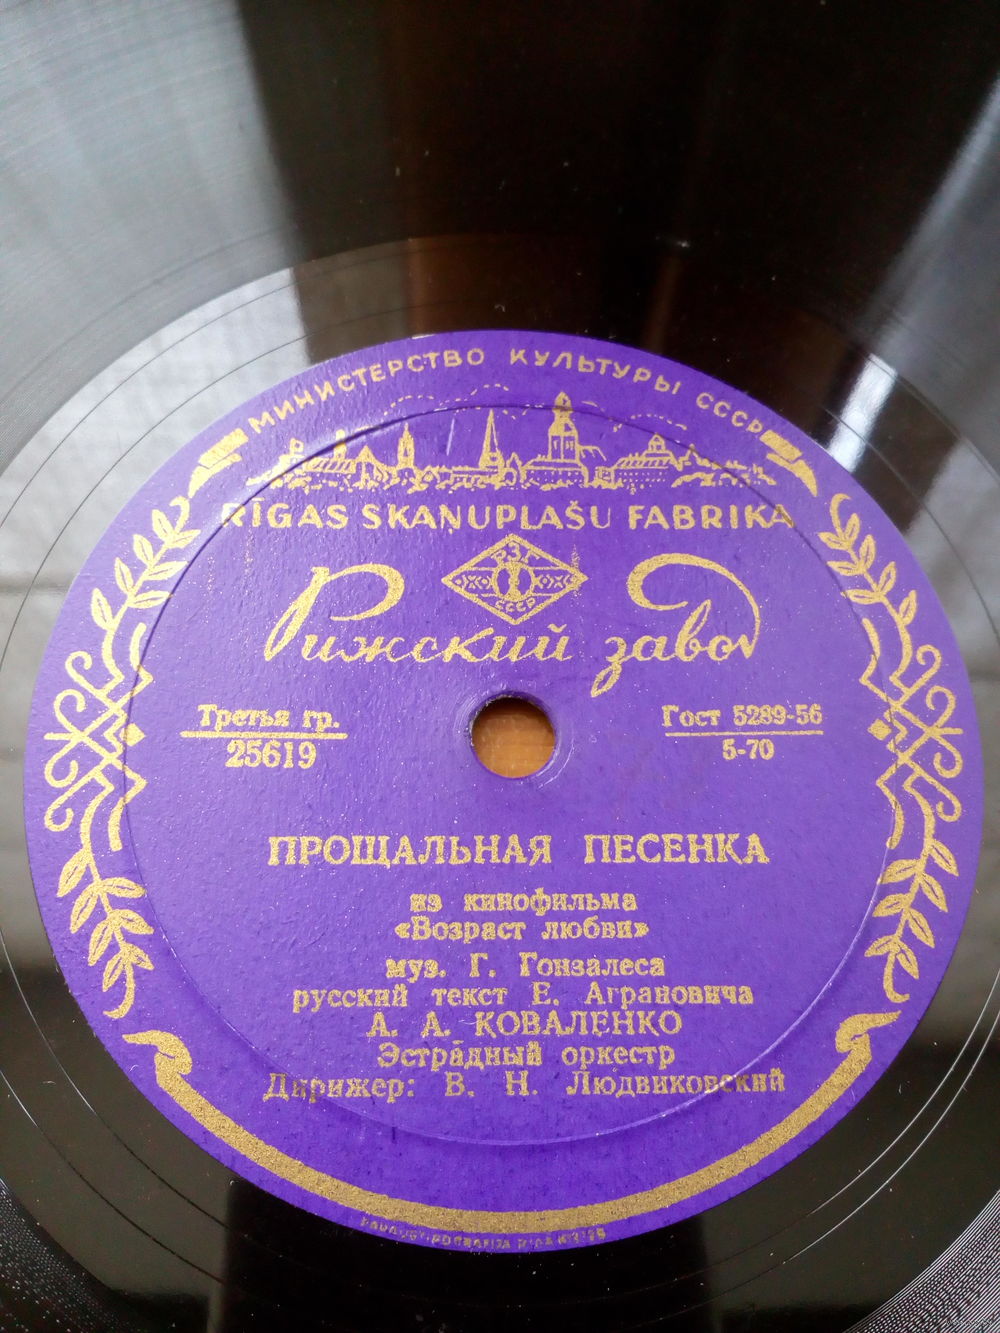 МИНИСТЕРСТВО КУЛЬТУРЫ СССР
RĪGAS SKAŅUPLAŠU FABRIKA
РЗГ
СССР
Рижский завод
Третья гр.
25619
Гост 5289-56
5-70
ПРОЩАЛЬНАЯ ПЕСЕНКА
из кинофильма
«Возраст любви»
муз. Г. Гонзалеса
русский текст Е. Аграновича
А. А. КОВАЛЕНКО
Эстрадный оркестр
Дирижер: В. Н. Людвиковский